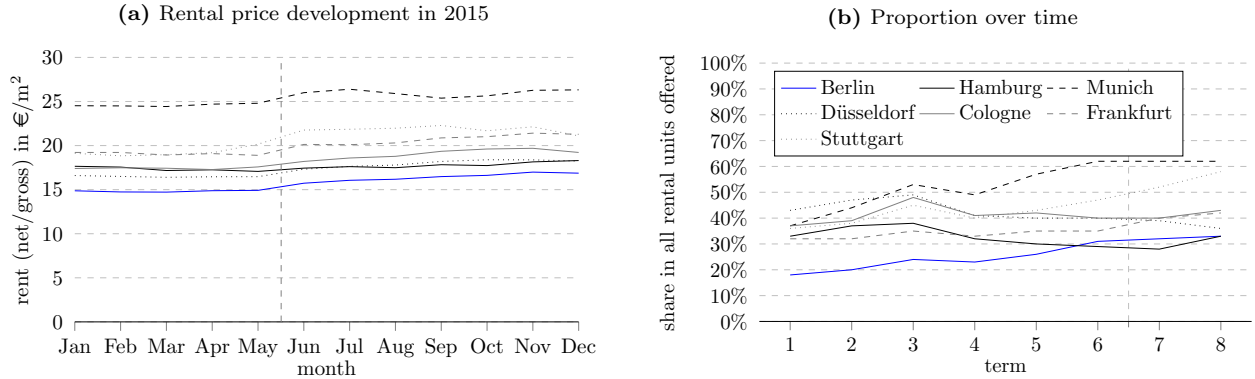 (a) Rental price development in 2015
rent (net/gross) in €/m²
30
25
20
15
10
5
0
Jan Feb Mar Apr May Jun Jul Aug Sep Oct Nov Dec
month
(b) Proportion over time
share in all rental units offered
100%
90%
80%
70%
60%
50%
40%
30%
20%
10%
0%
Berlin Hamburg Munich
Düsseldorf Cologne Frankfurt
Stuttgart
1 2 3 4 5 6 7 8
term